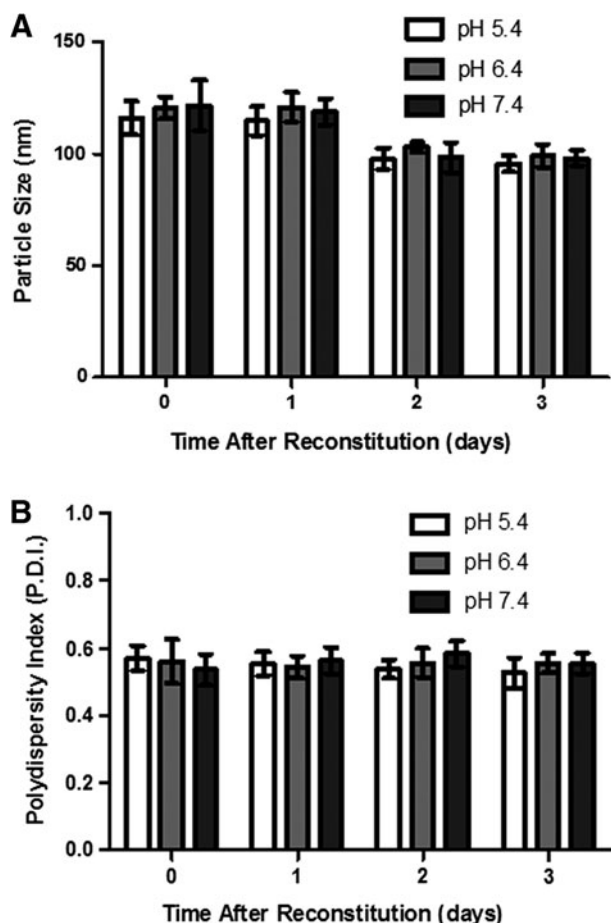 A
150
100
50
0
Particle Size (nm)
pH 5.4
pH 6.4
pH 7.4
0 1 2 3
Time After Reconstitution (days)
B
1.0
0.8
0.6
0.4
0.2
0.0
Polydispersity Index (P.D.I.)
pH 5.4
pH 6.4
pH 7.4
0 1 2 3
Time After Reconstitution (days)